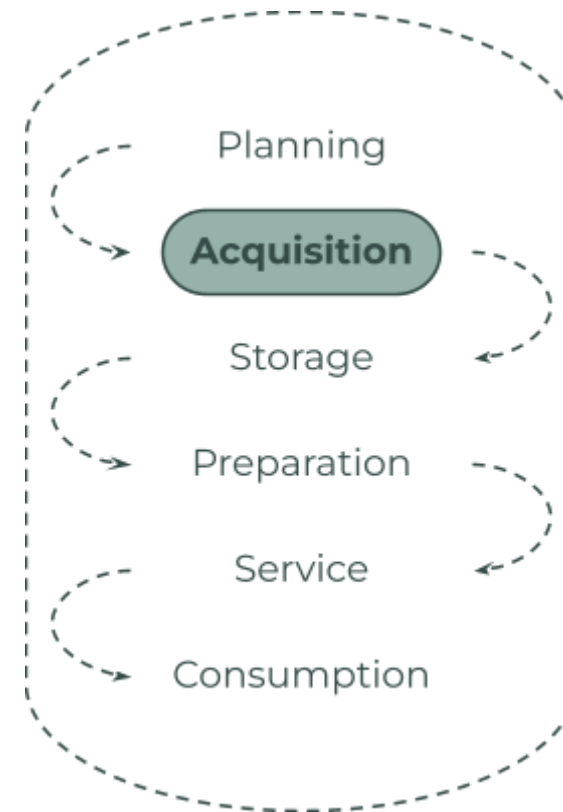 Planning
Acquisition
Storage
Preparation
Service
Consumption